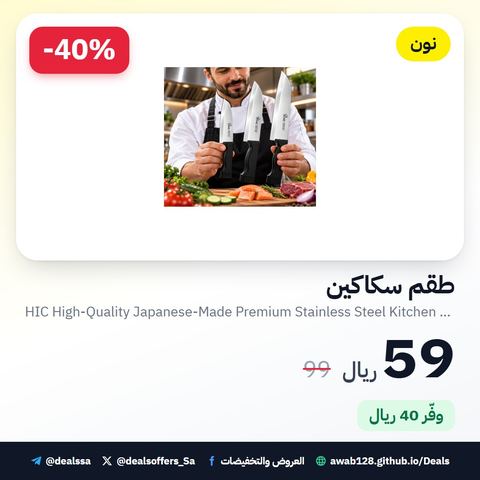 -40%
نون
طقم سكاكين
HIC High-Quality Japanese-Made Premium Stainless Steel Kitchen ...
59 ريال 99
وفّر 40 ريال
@dealssa @dealsoffers_Sa العروض والتخفيضات awab128.github.io/Deals